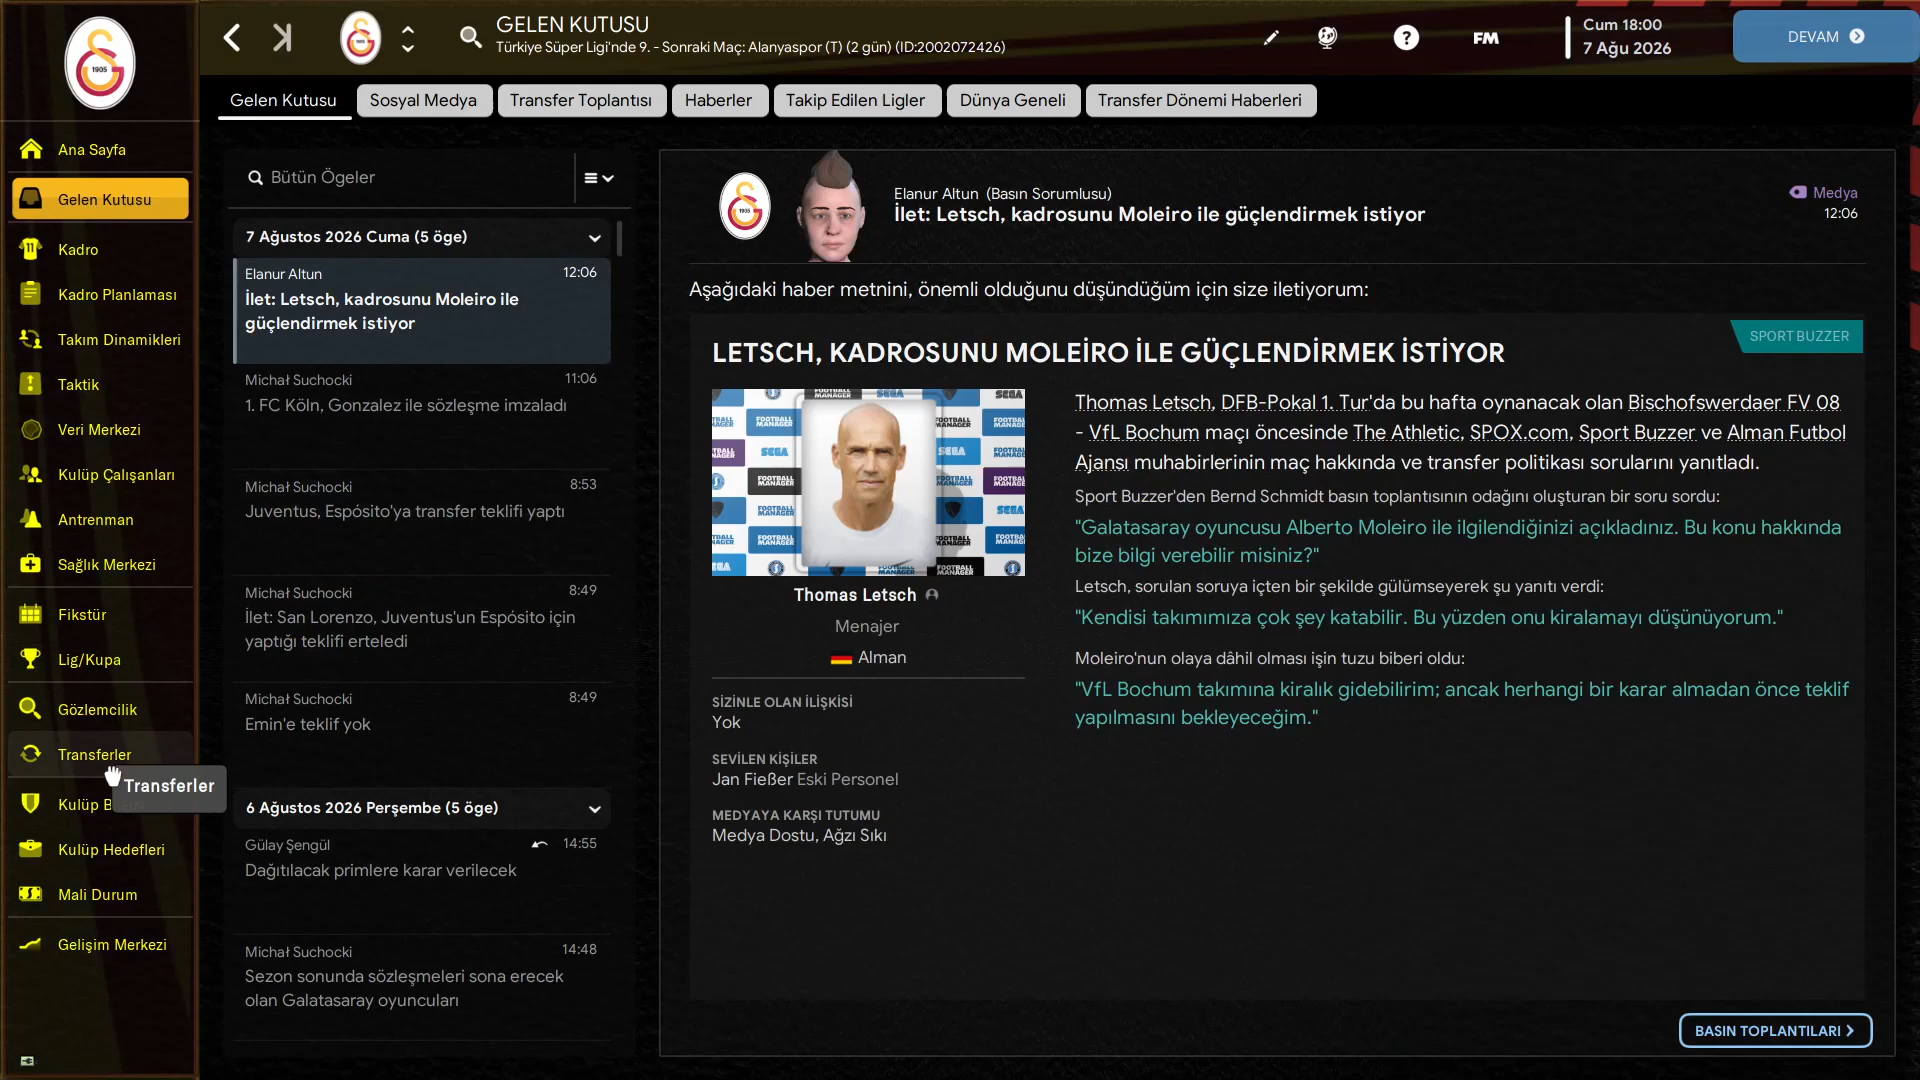 GELEN KUTUSU
Türkiye Süper Ligi'nde 9. - Sonraki Maç: Alanyaspor (T) (2 gün) (ID:2002072426)
FM
Cum 18:00
7 Ağu 2026
DEVAM
1905
Gelen Kutusu
Sosyal Medya
Transfer Toplantısı
Haberler
Takip Edilen Ligler
Dünya Geneli
Transfer Dönemi Haberleri
Ana Sayfa
Gelen Kutusu
Kadro
Kadro Planlaması
Takım Dinamikleri
Taktik
Veri Merkezi
Kulüp Çalışanları
Antrenman
Sağlık Merkezi
Fikstür
Lig/Kupa
Gözlemcilik
Transferler
Transferler
Kulüp B
Kulüp Hedefleri
Mali Durum
Gelişim Merkezi
Bütün Ögeler
7 Ağustos 2026 Cuma (5 öge)
Elanur Altun 12:06
İlet: Letsch, kadrosunu Moleiro ile
güçlendirmek istiyor
Michał Suchocki 11:06
1. FC Köln, Gonzalez ile sözleşme imzaladı
Michał Suchocki 8:53
Juventus, Espósito'ya transfer teklifi yaptı
Michał Suchocki 8:49
İlet: San Lorenzo, Juventus'un Espósito için
yaptığı teklifi erteledi
Michał Suchocki 8:49
Emin'e teklif yok
6 Ağustos 2026 Perşembe (5 öge)
Gülay Şengül 14:55
Dağıtılacak primlere karar verilecek
Michał Suchocki 14:48
Sezon sonunda sözleşmeleri sona erecek
olan Galatasaray oyuncuları
Elanur Altun (Basın Sorumlusu)
İlet: Letsch, kadrosunu Moleiro ile güçlendirmek istiyor
Medya
12:06
Aşağıdaki haber metnini, önemli olduğunu düşündüğüm için size iletiyorum:
SPORT BUZZER
LETSCH, KADROSUNU MOLEİRO İLE GÜÇLENDİRMEK İSTİYOR
Thomas Letsch
Menajer
Alman
SİZİNLE OLAN İLİŞKİSİ
Yok
SEVİLEN KİŞİLER
Jan Fießer Eski Personel
MEDYAYA KARŞI TUTUMU
Medya Dostu, Ağzı Sıkı
Thomas Letsch, DFB-Pokal 1. Tur'da bu hafta oynanacak olan Bischofswerdaer FV 08
- VfL Bochum maçı öncesinde The Athletic, SPOX.com, Sport Buzzer ve Alman Futbol
Ajansı muhabirlerinin maç hakkında ve transfer politikası sorularını yanıtladı.
Sport Buzzer'den Bernd Schmidt basın toplantısının odağını oluşturan bir soru sordu:
"Galatasaray oyuncusu Alberto Moleiro ile ilgilendiğinizi açıkladınız. Bu konu hakkında
bize bilgi verebilir misiniz?"
Letsch, sorulan soruya içten bir şekilde gülümseyerek şu yanıtı verdi:
"Kendisi takımımıza çok şey katabilir. Bu yüzden onu kiralamayı düşünüyorum."
Moleiro'nun olaya dâhil olması işin tuzu biberi oldu:
"VfL Bochum takımına kiralık gidebilirim; ancak herhangi bir karar almadan önce teklif
yapılmasını bekleyeceğim."
BASIN TOPLANTILARI